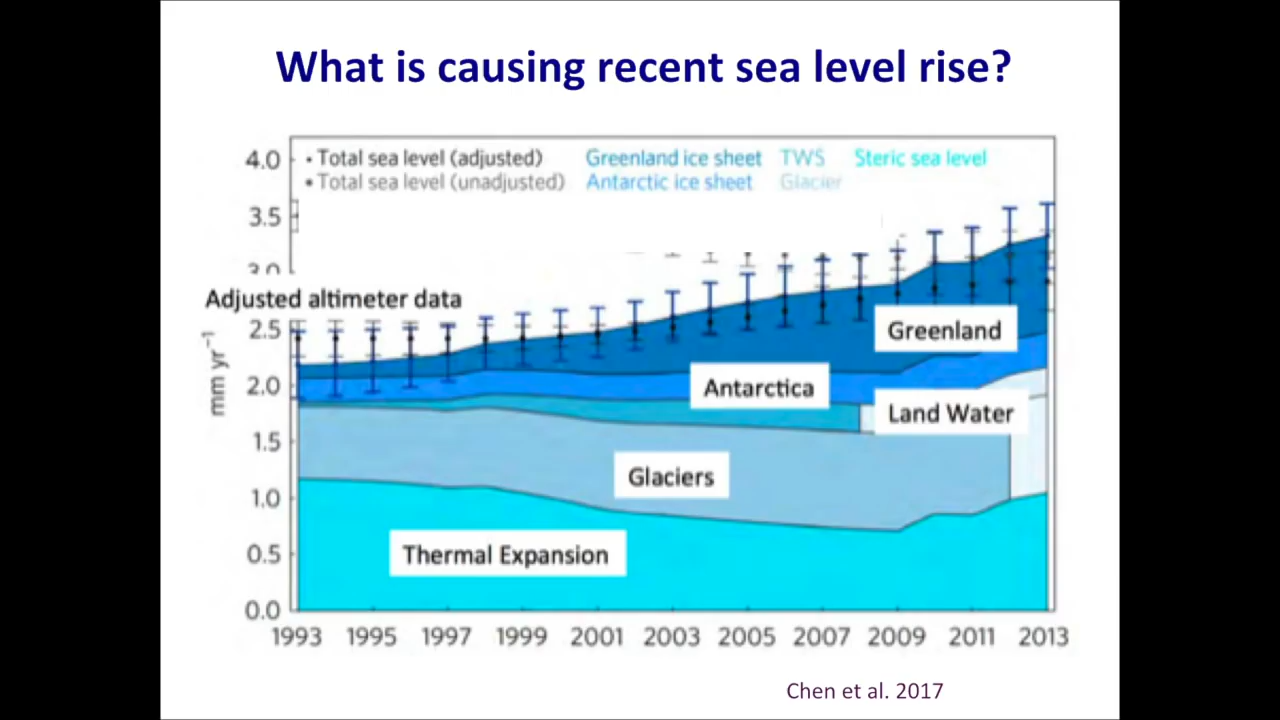 What is causing recent sea level rise?
4.0
• Total sea level (adjusted) Greenland ice sheet TWS Steric sea level
• Total sea level (unadjusted) Antarctic ice sheet Glacier
3.5
Adjusted altimeter data
2.5
Greenland
mm yr⁻¹
2.0
Antarctica
Land Water
1.5
Glaciers
1.0
Thermal Expansion
0.5
0.0
1993 1995 1997 1999 2001 2003 2005 2007 2009 2011 2013
Chen et al. 2017